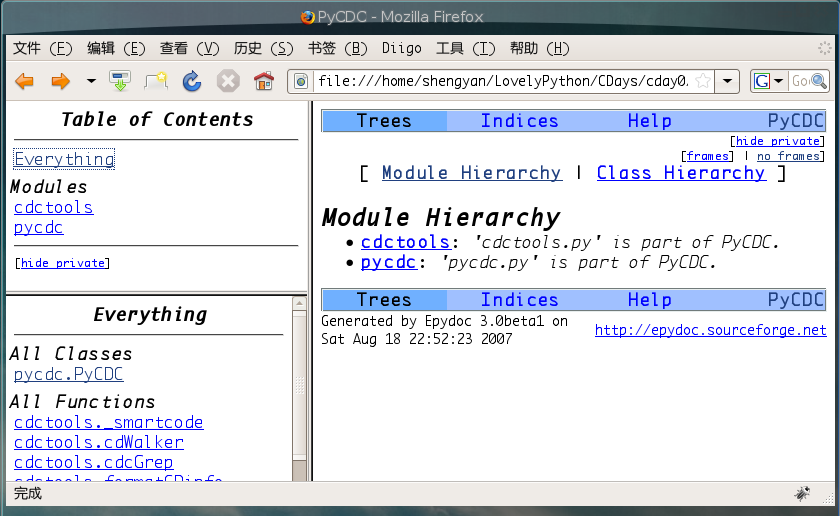 PyCDC - Mozilla Firefox
文件 (F) 编辑 (E) 查看 (V) 历史 (S) 书签 (B) Diigo 工具 (T) 帮助 (H)
file:///home/shengyan/LovelyPython/CDays/cday0.
G Goo
Table of Contents
Everything
Modules
cdctools
pycdc
[hide private]
Everything
All Classes
pycdc.PyCDC
All Functions
cdctools._smartcode
cdctools.cdWalker
cdctools.cdcGrep
cdctools.formatCDinfo
Trees Indices Help PyCDC
[hide private]
[frames] | no frames]
[ Module Hierarchy | Class Hierarchy ]
Module Hierarchy
• cdctools: 'cdctools.py' is part of PyCDC.
• pycdc: 'pycdc.py' is part of PyCDC.
Trees Indices Help PyCDC
Generated by Epydoc 3.0beta1 on
Sat Aug 18 22:52:23 2007
http://epydoc.sourceforge.net
完成